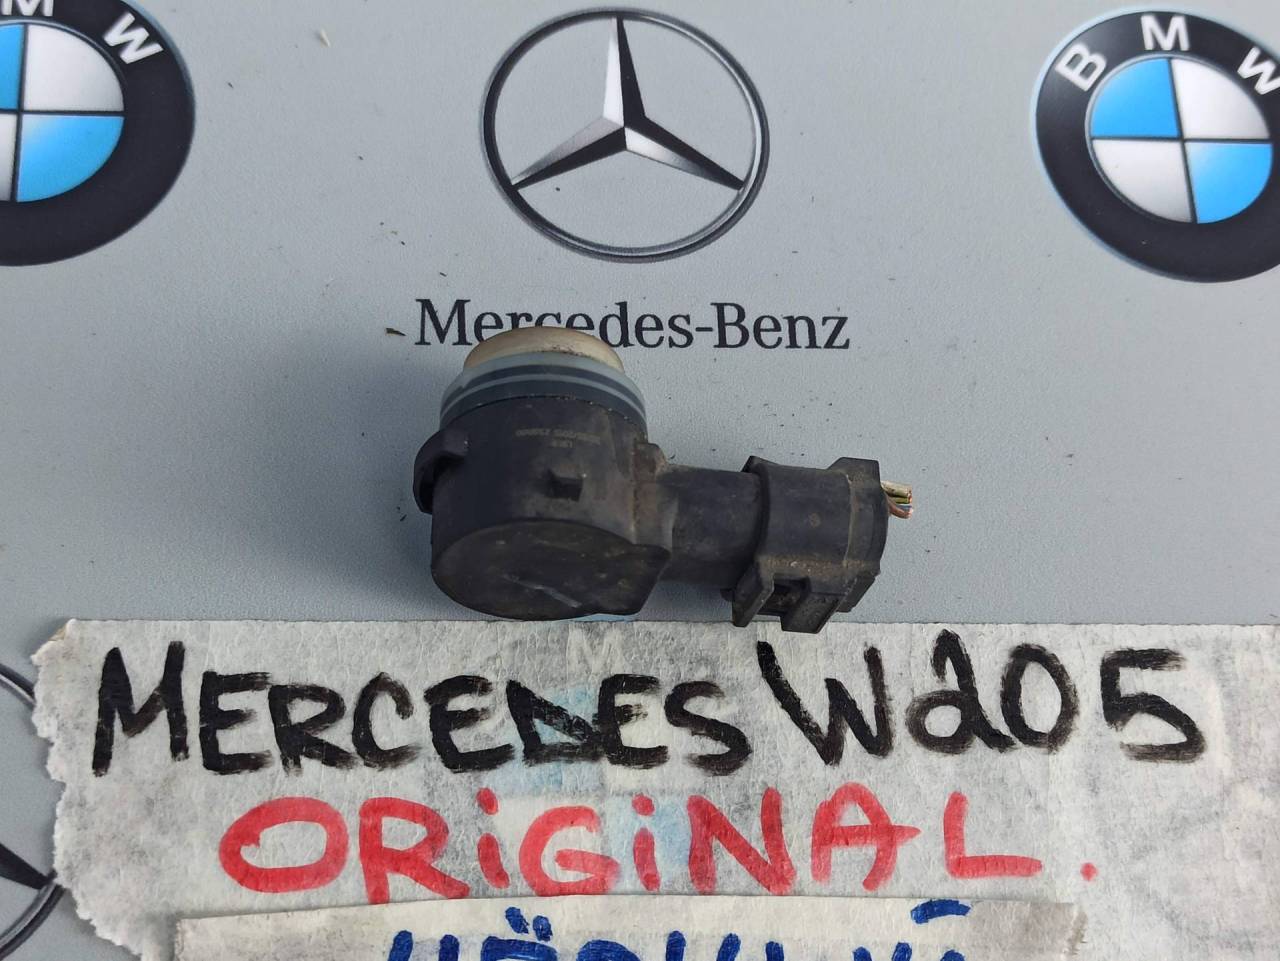 M W
B M W
Mercedes-Benz
MERCEDES W205
ORiGiNAL.